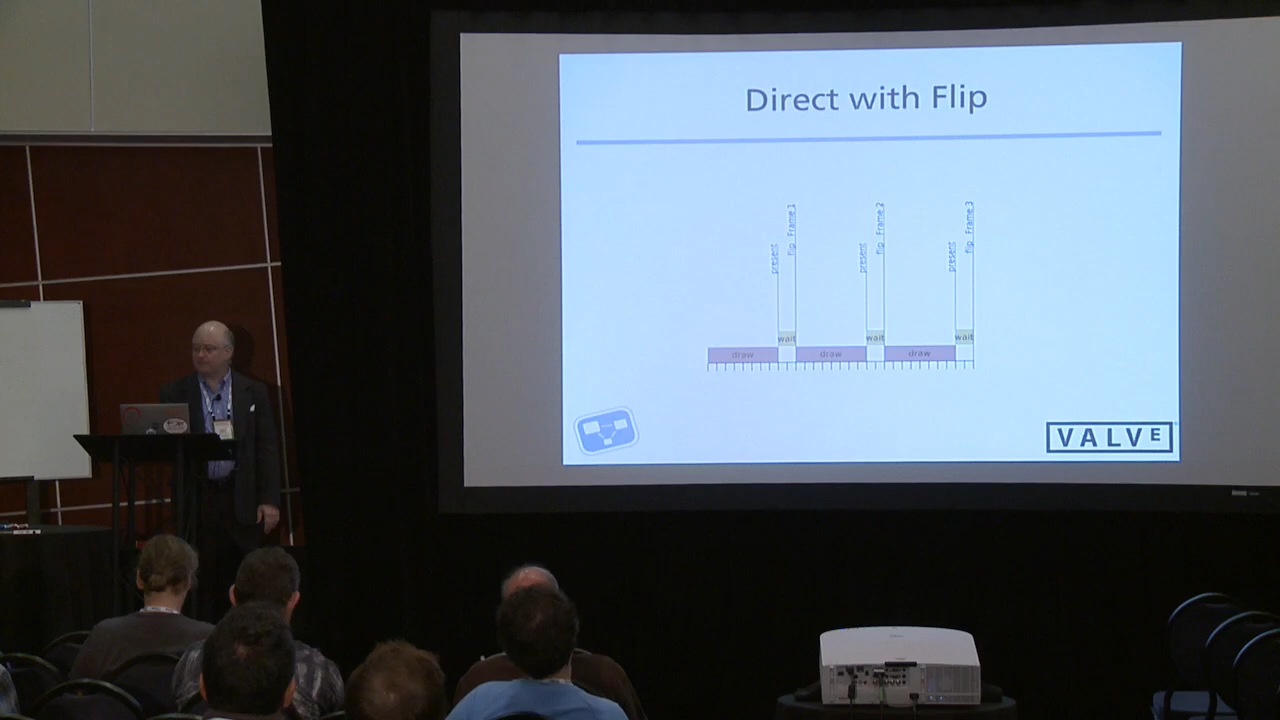 Direct with Flip
present
flip Frame 1
present
flip Frame 2
present
flip Frame 3
wait
wait
wait
draw
draw
draw
VALVE